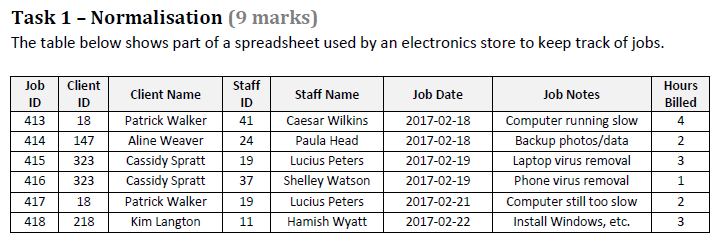 Task 1 – Normalisation (9 marks)
The table below shows part of a spreadsheet used by an electronics store to keep track of jobs.
Job ID Client ID Client Name Staff ID Staff Name Job Date Job Notes Hours Billed
413 18 Patrick Walker 41 Caesar Wilkins 2017-02-18 Computer running slow 4
414 147 Aline Weaver 24 Paula Head 2017-02-18 Backup photos/data 2
415 323 Cassidy Spratt 19 Lucius Peters 2017-02-19 Laptop virus removal 3
416 323 Cassidy Spratt 37 Shelley Watson 2017-02-19 Phone virus removal 1
417 18 Patrick Walker 19 Lucius Peters 2017-02-21 Computer still too slow 2
418 218 Kim Langton 11 Hamish Wyatt 2017-02-22 Install Windows, etc. 3